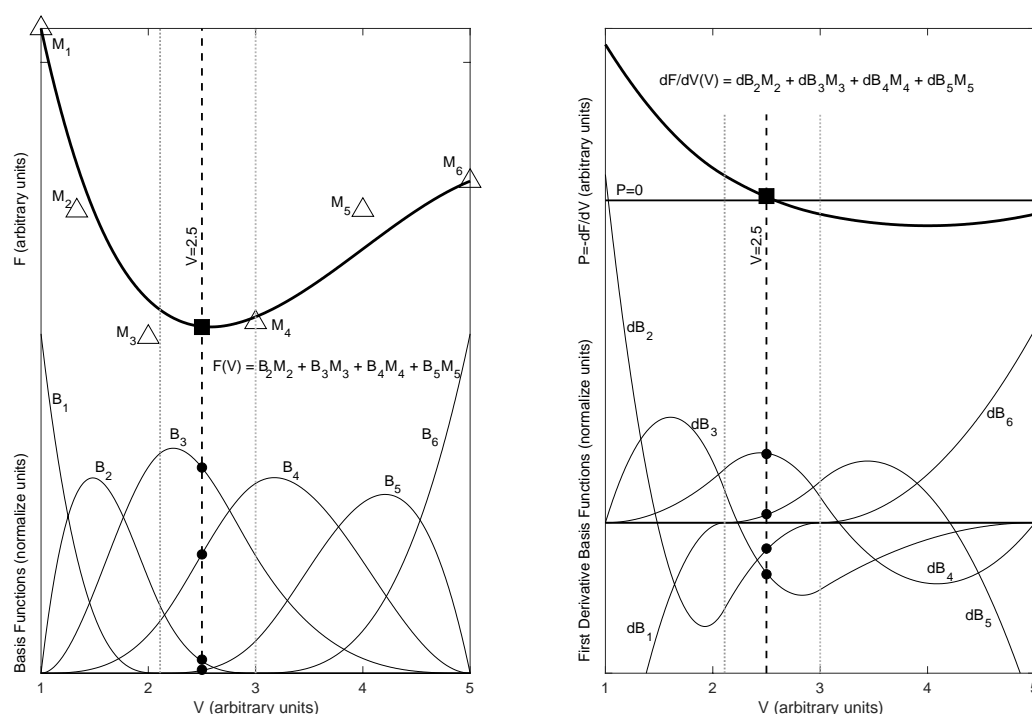 M1
M2
M3
M4
M5
M6
V=2.5
F(V) = B2M2 + B3M3 + B4M4 + B5M5
B1
B2
B3
B4
B5
B6
F (arbitrary units)
Basis Functions (normalize units)
1 2 3 4 5
V (arbitrary units)
dF/dV(V) = dB2M2 + dB3M3 + dB4M4 + dB5M5
P=0
V=2.5
dB2
dB3
dB6
dB4
dB1
dB5
P=-dF/dV (arbitrary units)
First Derivative Basis Functions (normalize units)
1 2 3 4 5
V (arbitrary units)